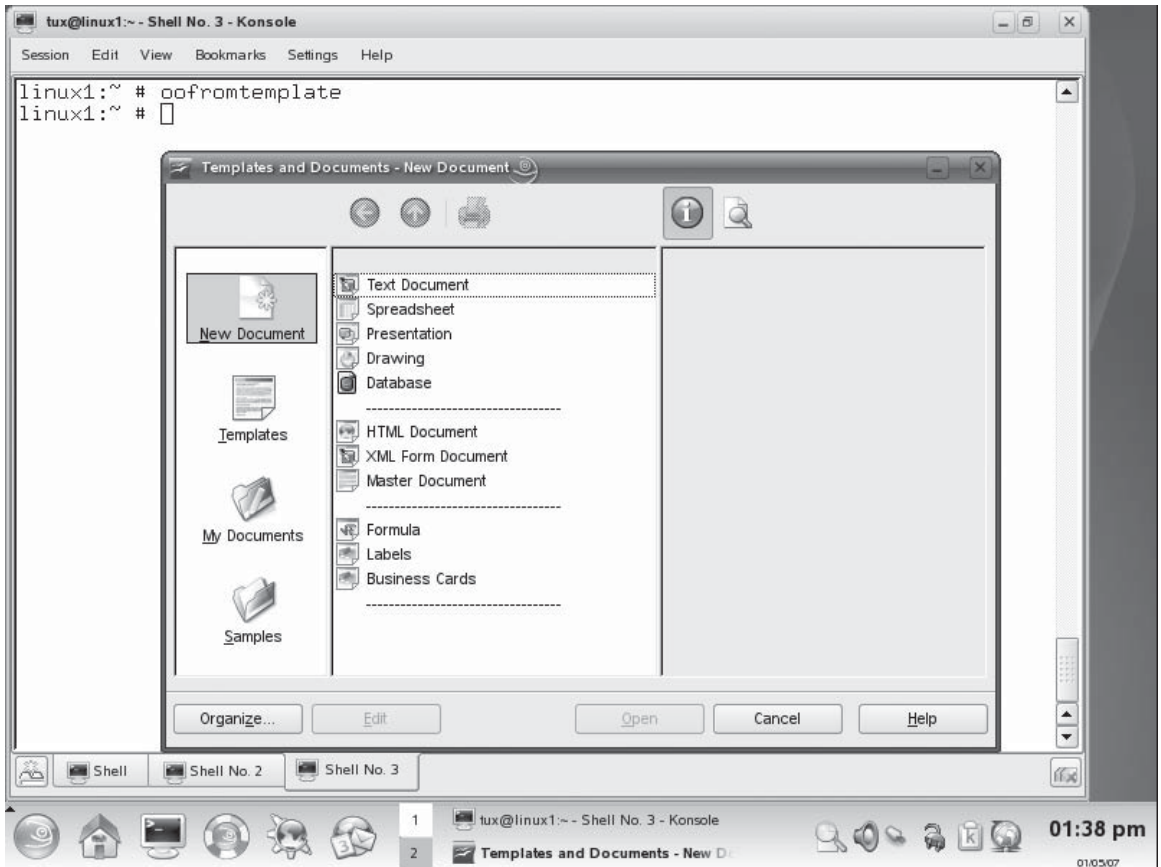 tux@linux1:~ - Shell No. 3 - Konsole
Session Edit View Bookmarks Settings Help
linux1:~ # oofromtemplate
linux1:~ #
Templates and Documents - New Document
New Document
Templates
My Documents
Samples
Text Document
Spreadsheet
Presentation
Drawing
Database
----------------------------------
HTML Document
XML Form Document
Master Document
----------------------------------
Formula
Labels
Business Cards
----------------------------------
Organize... Edit Open Cancel Help
Shell Shell No. 2 Shell No. 3
1 tux@linux1:~ - Shell No. 3 - Konsole
2 Templates and Documents - New D
01:38 pm
01/05/07